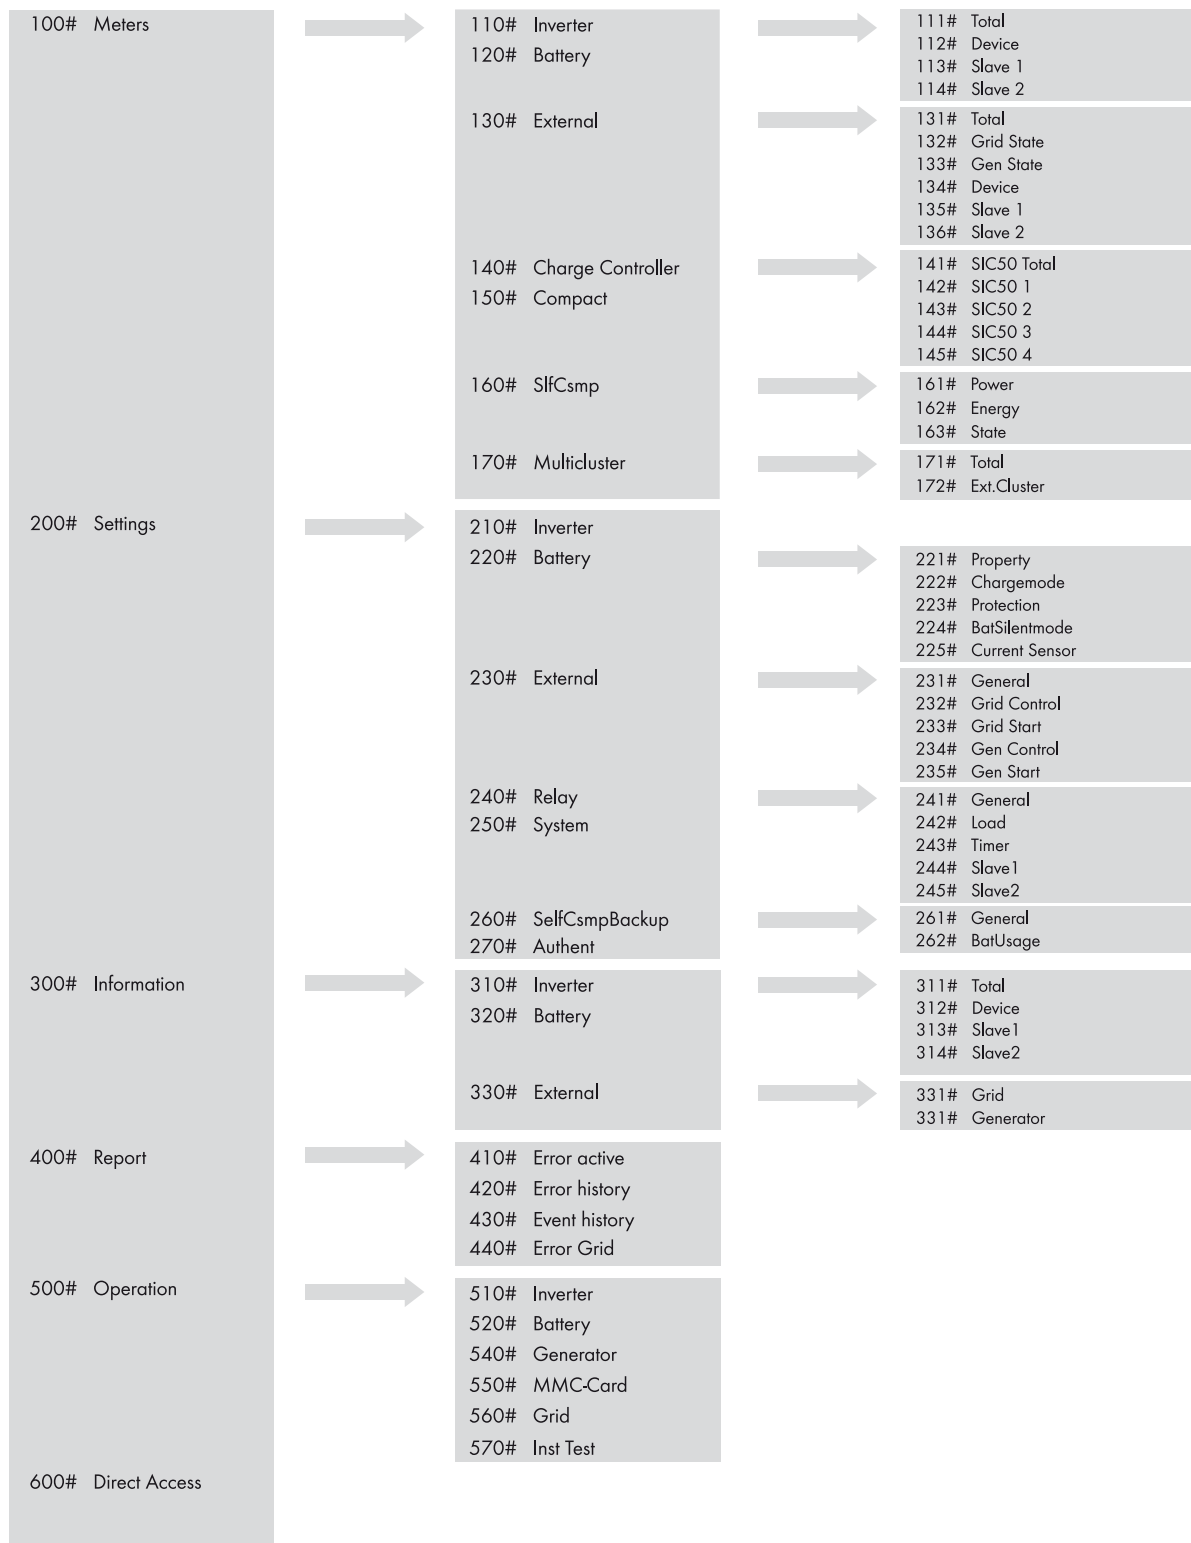 100# Meters
110# Inverter
111# Total
112# Device
113# Slave 1
114# Slave 2
120# Battery
130# External
131# Total
132# Grid State
133# Gen State
134# Device
135# Slave 1
136# Slave 2
140# Charge Controller
141# SIC50 Total
142# SIC50 1
143# SIC50 2
144# SIC50 3
145# SIC50 4
150# Compact
160# SlfCsmp
161# Power
162# Energy
163# State
170# Multicluster
171# Total
172# Ext.Cluster
200# Settings
210# Inverter
220# Battery
221# Property
222# Chargemode
223# Protection
224# BatSilentmode
225# Current Sensor
230# External
231# General
232# Grid Control
233# Grid Start
234# Gen Control
235# Gen Start
240# Relay
241# General
242# Load
243# Timer
244# Slave1
245# Slave2
250# System
260# SelfCsmpBackup
261# General
262# BatUsage
270# Authent
300# Information
310# Inverter
311# Total
312# Device
313# Slave1
314# Slave2
320# Battery
330# External
331# Grid
331# Generator
400# Report
410# Error active
420# Error history
430# Event history
440# Error Grid
500# Operation
510# Inverter
520# Battery
540# Generator
550# MMC-Card
560# Grid
570# Inst Test
600# Direct Access